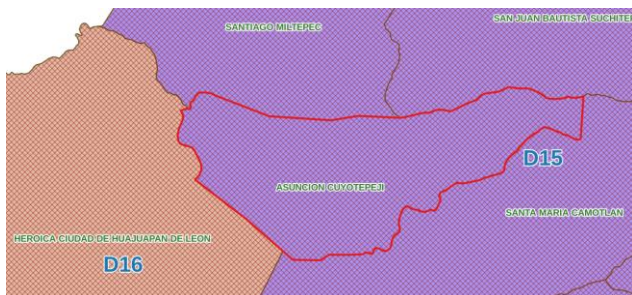 SANTIAGO MILTEPEC
SAN JUAN BAUTISTA SUCHITE
D15
ASUNCION CUYOTEPEJI
SANTA MARIA CAMOTLAN
HEROICA CIUDAD DE HUAJUAPAN DE LEON
D16